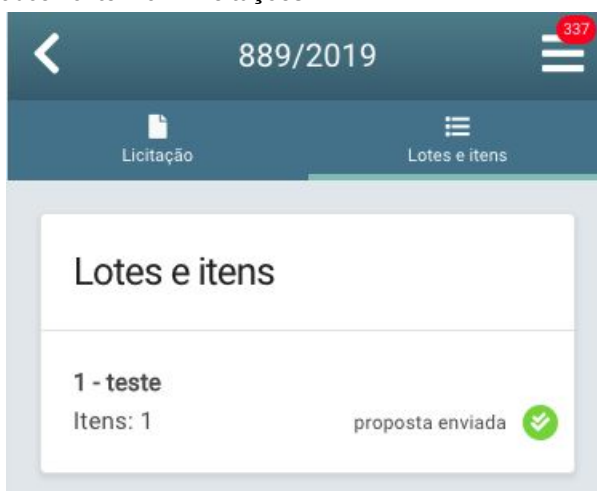 337
889/2019
Licitação
Lotes e itens
Lotes e itens
1 - teste
Itens: 1
proposta enviada